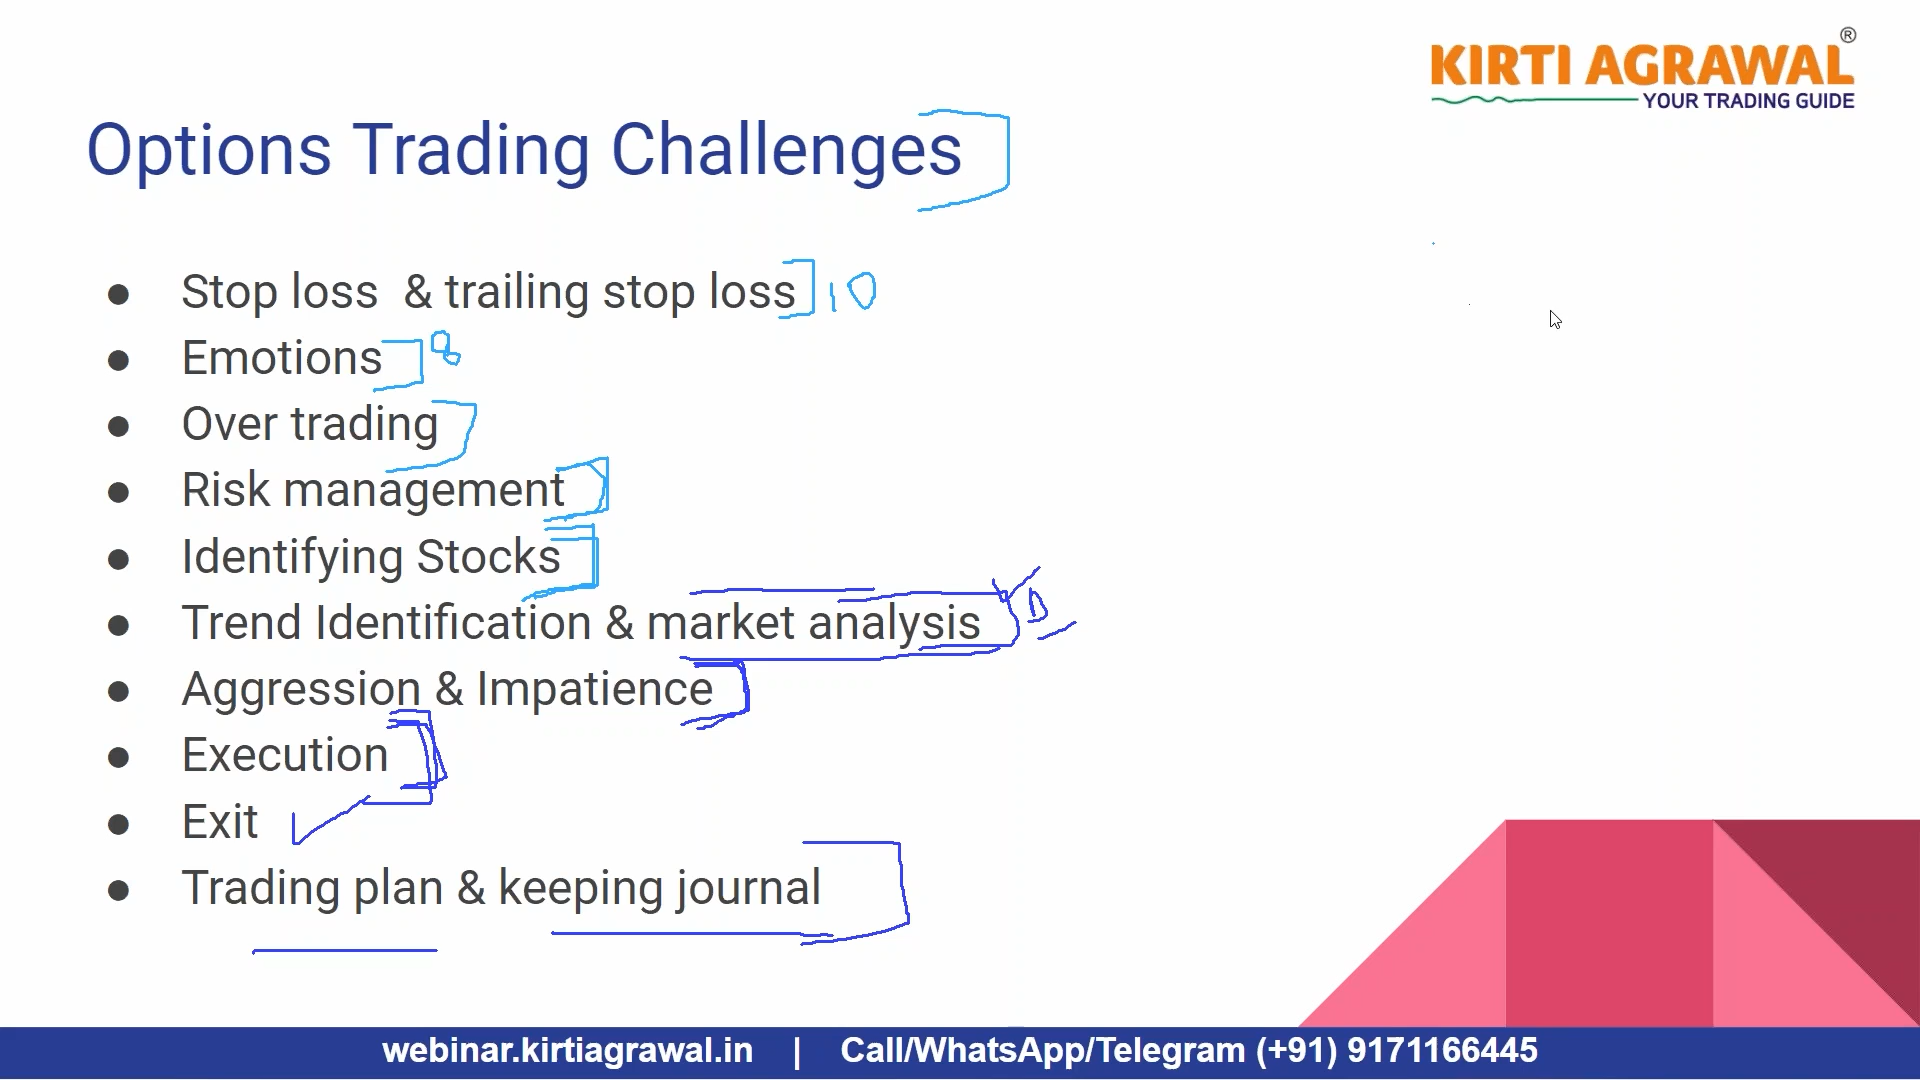 KIRTI AGRAWAL®
YOUR TRADING GUIDE
Options Trading Challenges
● Stop loss & trailing stop loss 10
● Emotions 8
● Over trading
● Risk management
● Identifying Stocks
● Trend Identification & market analysis
● Aggression & Impatience
● Execution
● Exit
● Trading plan & keeping journal
webinar.kirtiagrawal.in | Call/WhatsApp/Telegram (+91) 9171166445